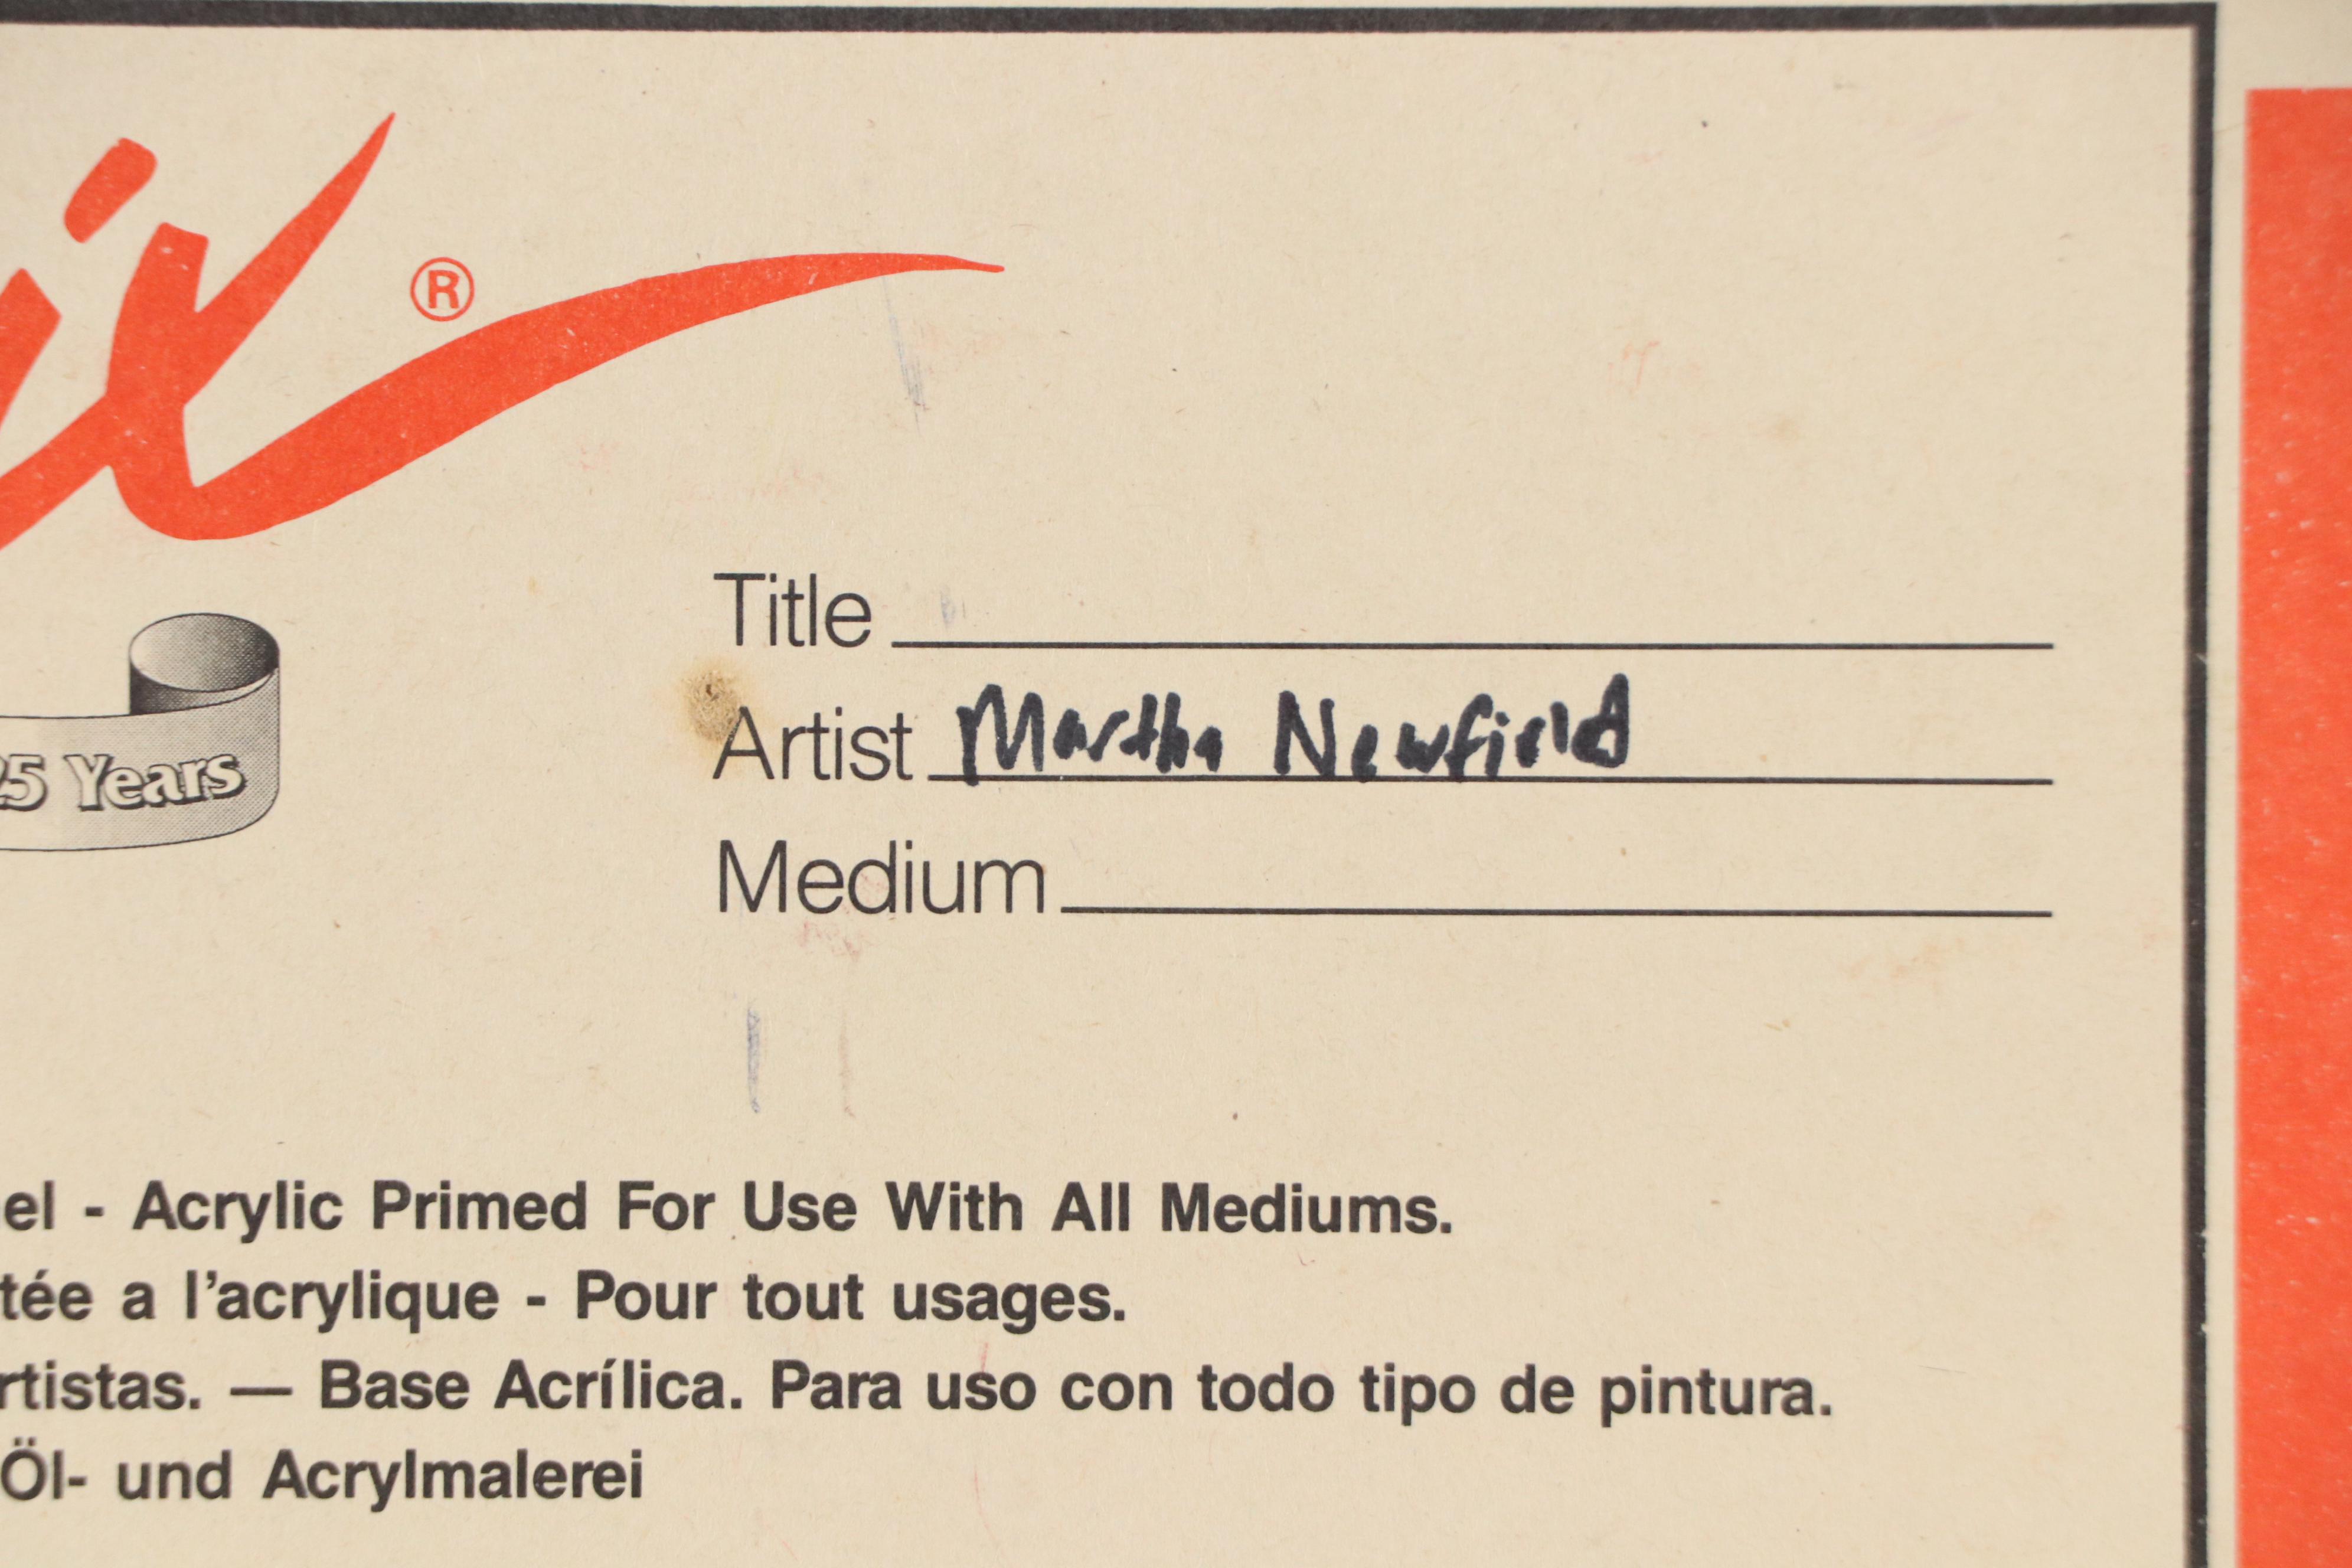 ®
Title
Artist Martha Newfield
Medium
25 Years
el - Acrylic Primed For Use With All Mediums.
tée a l'acrylique - Pour tout usages.
rtistas. — Base Acrílica. Para uso con todo tipo de pintura.
Öl- und Acrylmalerei